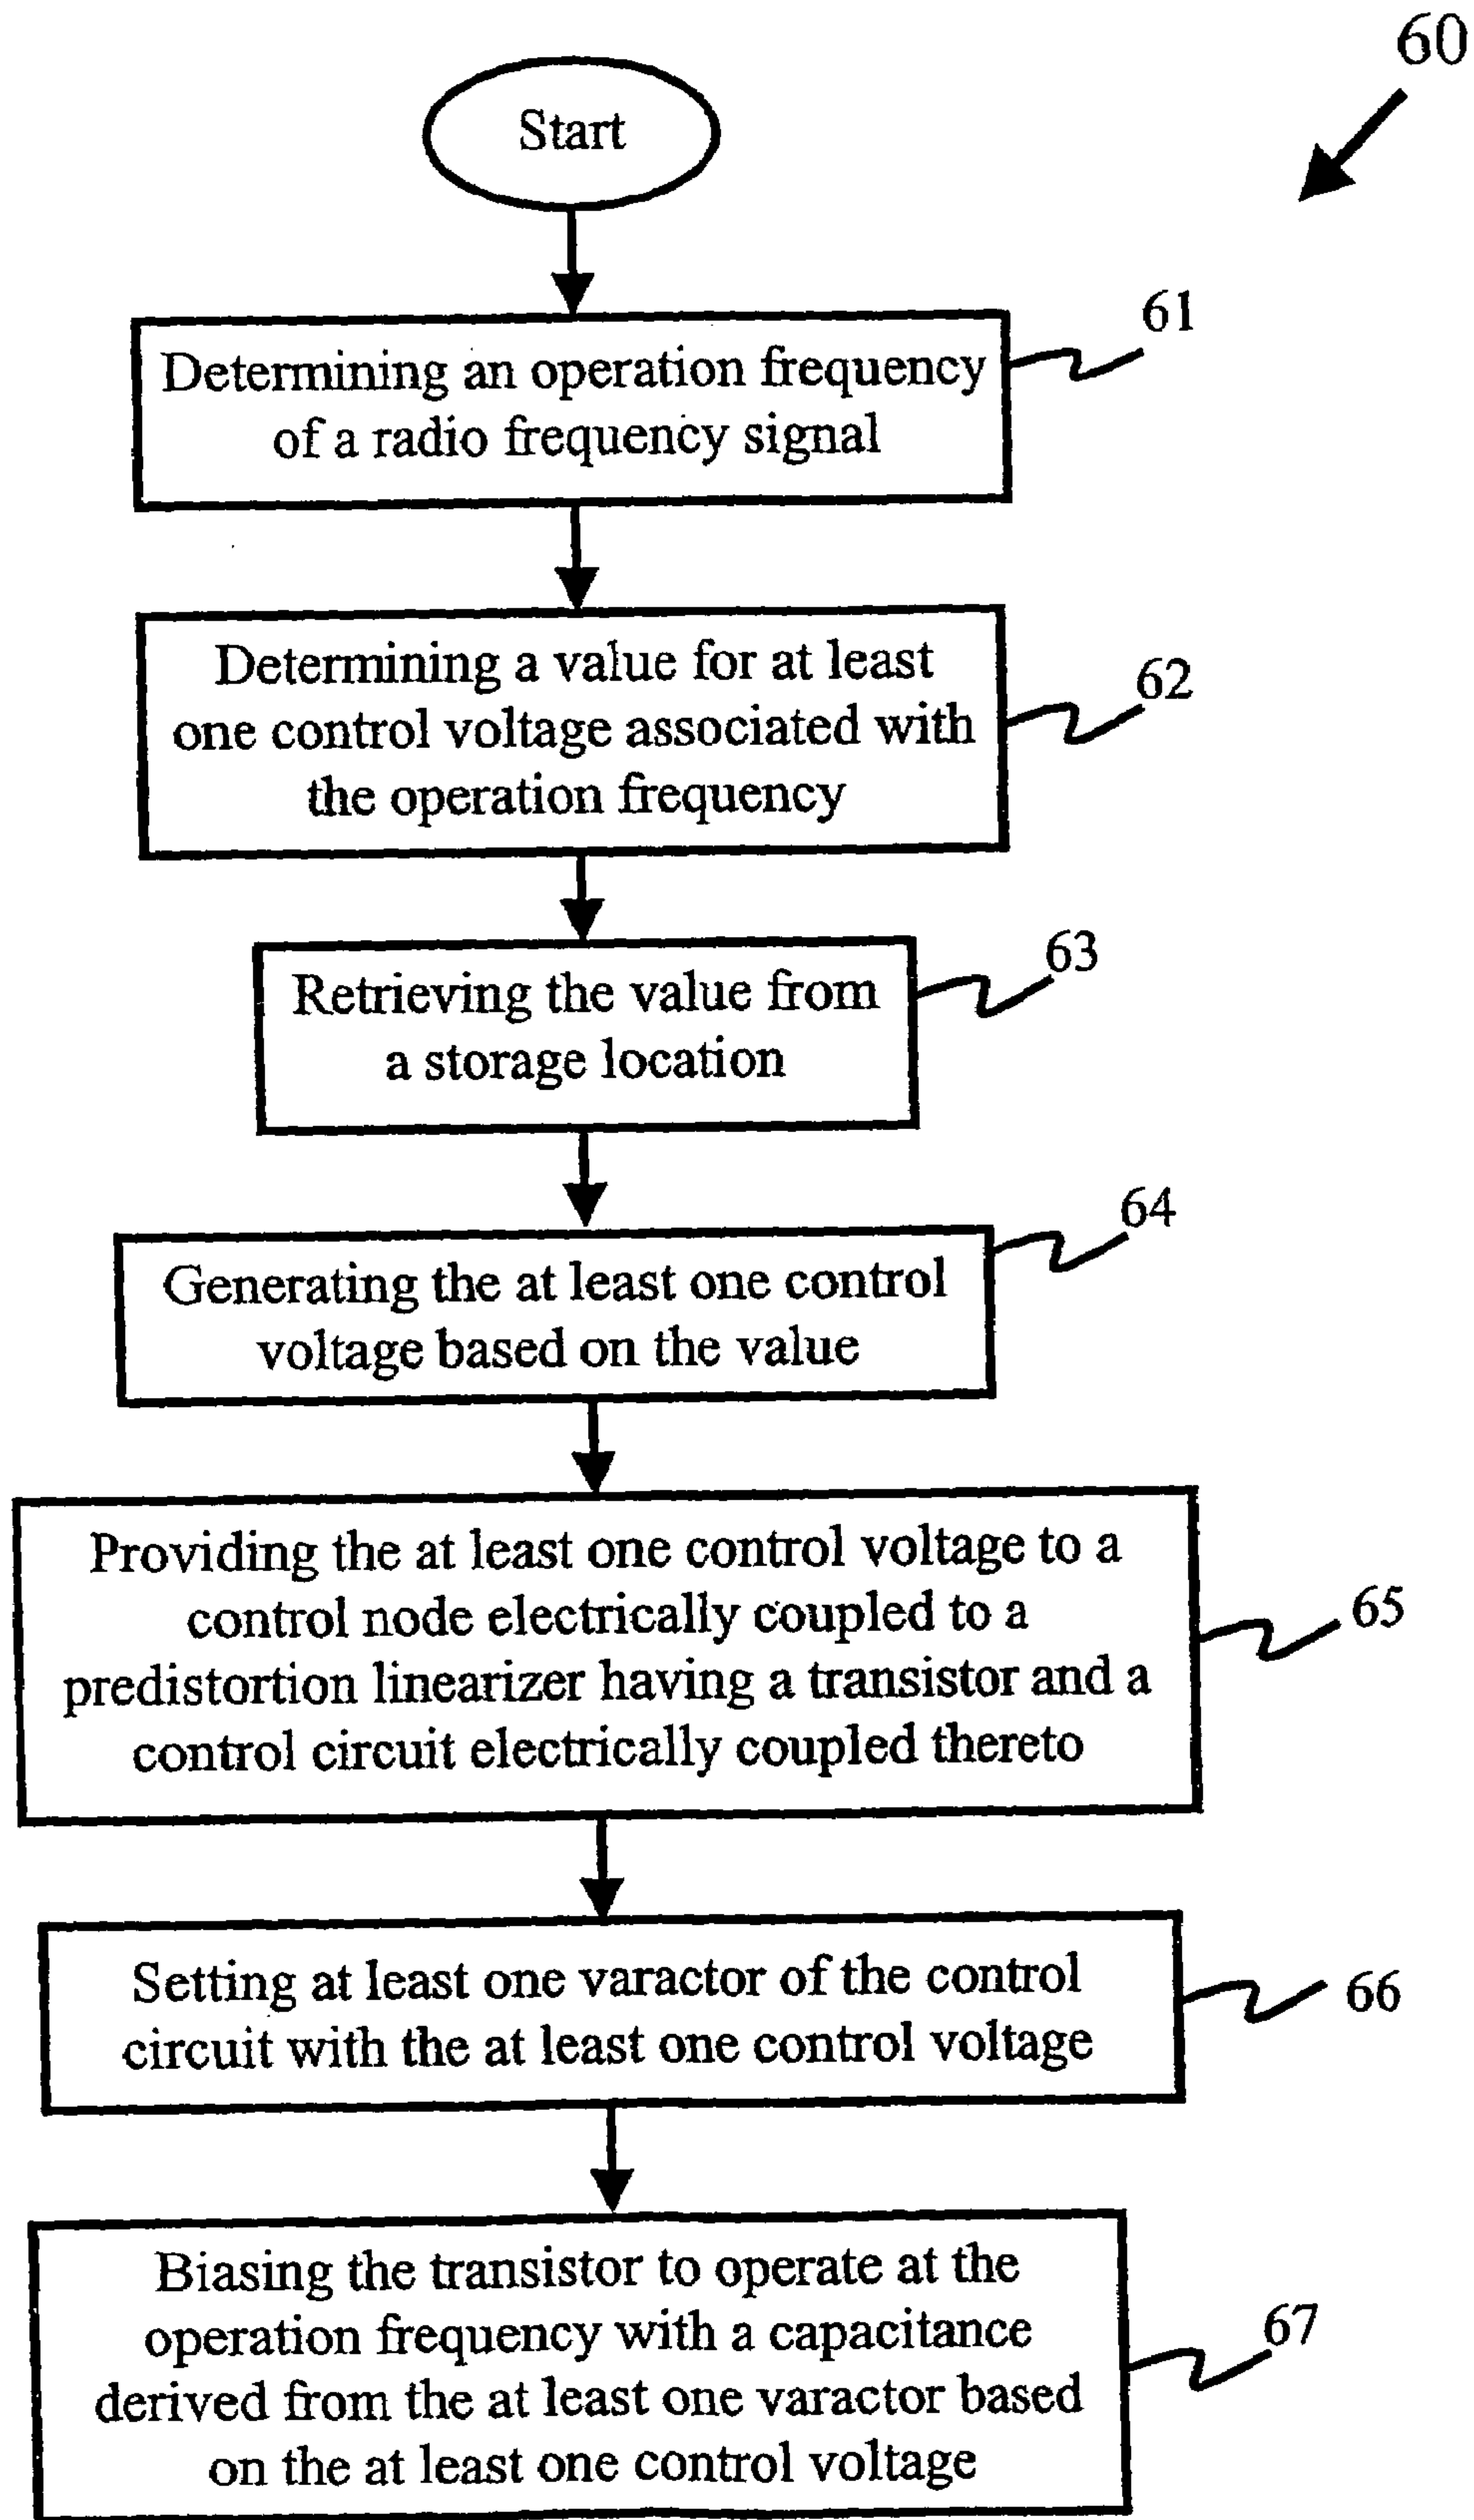 60
Start
61
Determining an operation frequency
of a radio frequency signal
62
Determining a value for at least
one control voltage associated with
the operation frequency
63
Retrieving the value from
a storage location
64
Generating the at least one control
voltage based on the value
65
Providing the at least one control voltage to a
control node electrically coupled to a
predistortion linearizer having a transistor and a
control circuit electrically coupled thereto
66
Setting at least one varactor of the control
circuit with the at least one control voltage
67
Biasing the transistor to operate at the
operation frequency with a capacitance
derived from the at least one varactor based
on the at least one control voltage